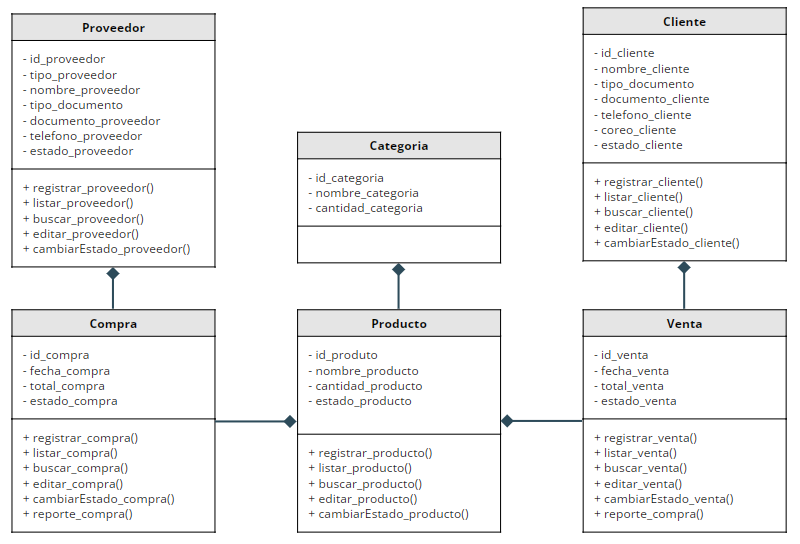 Proveedor
- id_proveedor
- tipo_proveedor
- nombre_proveedor
- tipo_documento
- documento_proveedor
- telefono_proveedor
- estado_proveedor
+ registrar_proveedor()
+ listar_proveedor()
+ buscar_proveedor()
+ editar_proveedor()
+ cambiarEstado_proveedor()
Categoria
- id_categoria
- nombre_categoria
- cantidad_categoria
Cliente
- id_cliente
- nombre_cliente
- tipo_documento
- documento_cliente
- telefono_cliente
- coreo_cliente
- estado_cliente
+ registrar_cliente()
+ listar_cliente()
+ buscar_cliente()
+ editar_cliente()
+ cambiarEstado_cliente()
Compra
- id_compra
- fecha_compra
- total_compra
- estado_compra
+ registrar_compra()
+ listar_compra()
+ buscar_compra()
+ editar_compra()
+ cambiarEstado_compra()
+ reporte_compra()
Producto
- id_produto
- nombre_producto
- cantidad_producto
- estado_producto
+ registrar_producto()
+ listar_producto()
+ buscar_producto()
+ editar_producto()
+ cambiarEstado_producto()
Venta
- id_venta
- fecha_venta
- total_venta
- estado_venta
+ registrar_venta()
+ listar_venta()
+ buscar_venta()
+ editar_venta()
+ cambiarEstado_venta()
+ reporte_compra()